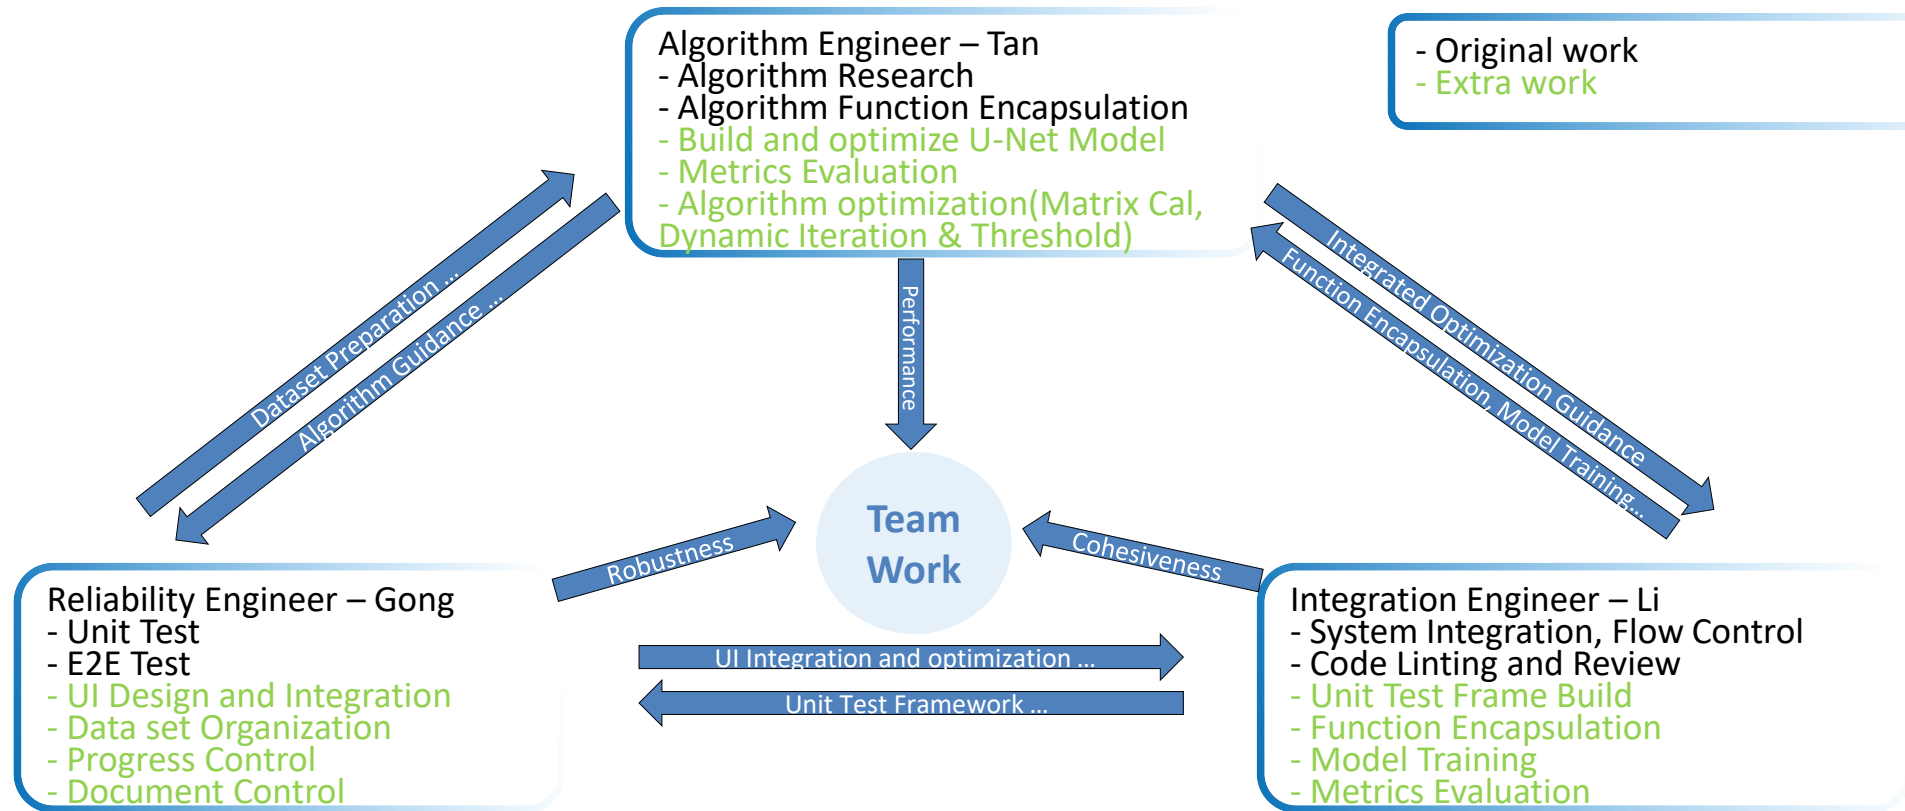 Algorithm Engineer – Tan
- Algorithm Research
- Algorithm Function Encapsulation
- Build and optimize U-Net Model
- Metrics Evaluation
- Algorithm optimization(Matrix Cal,
Dynamic Iteration & Threshold)
- Original work
- Extra work
Dataset Preparation ...
Algorithm Guidance ...
Performance
Integrated Optimization Guidance
Function Encapsulation, Model Training...
Team
Work
Robustness
Cohesiveness
UI Integration and optimization ...
Unit Test Framework ...
Reliability Engineer – Gong
- Unit Test
- E2E Test
- UI Design and Integration
- Data set Organization
- Progress Control
- Document Control
Integration Engineer – Li
- System Integration, Flow Control
- Code Linting and Review
- Unit Test Frame Build
- Function Encapsulation
- Model Training
- Metrics Evaluation